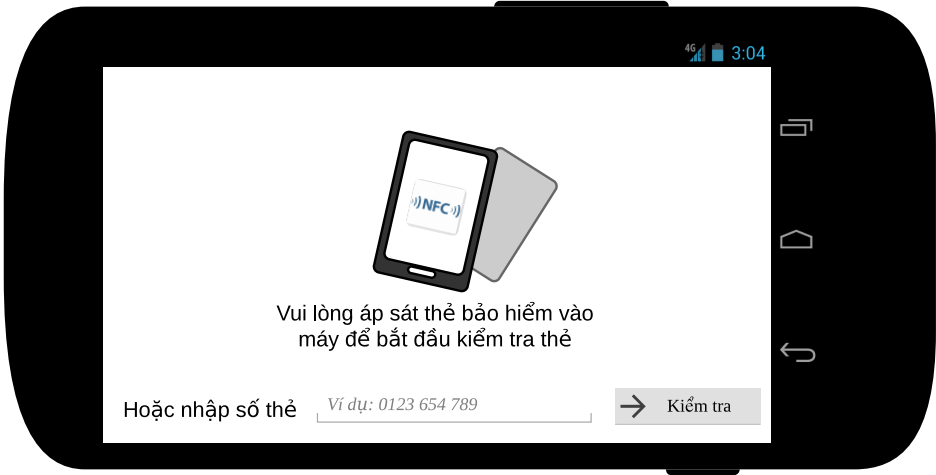 4G 3:04
NFC
Vui lòng áp sát thẻ bảo hiểm vào
máy để bắt đầu kiểm tra thẻ
Hoặc nhập số thẻ Ví dụ: 0123 654 789 Kiểm tra